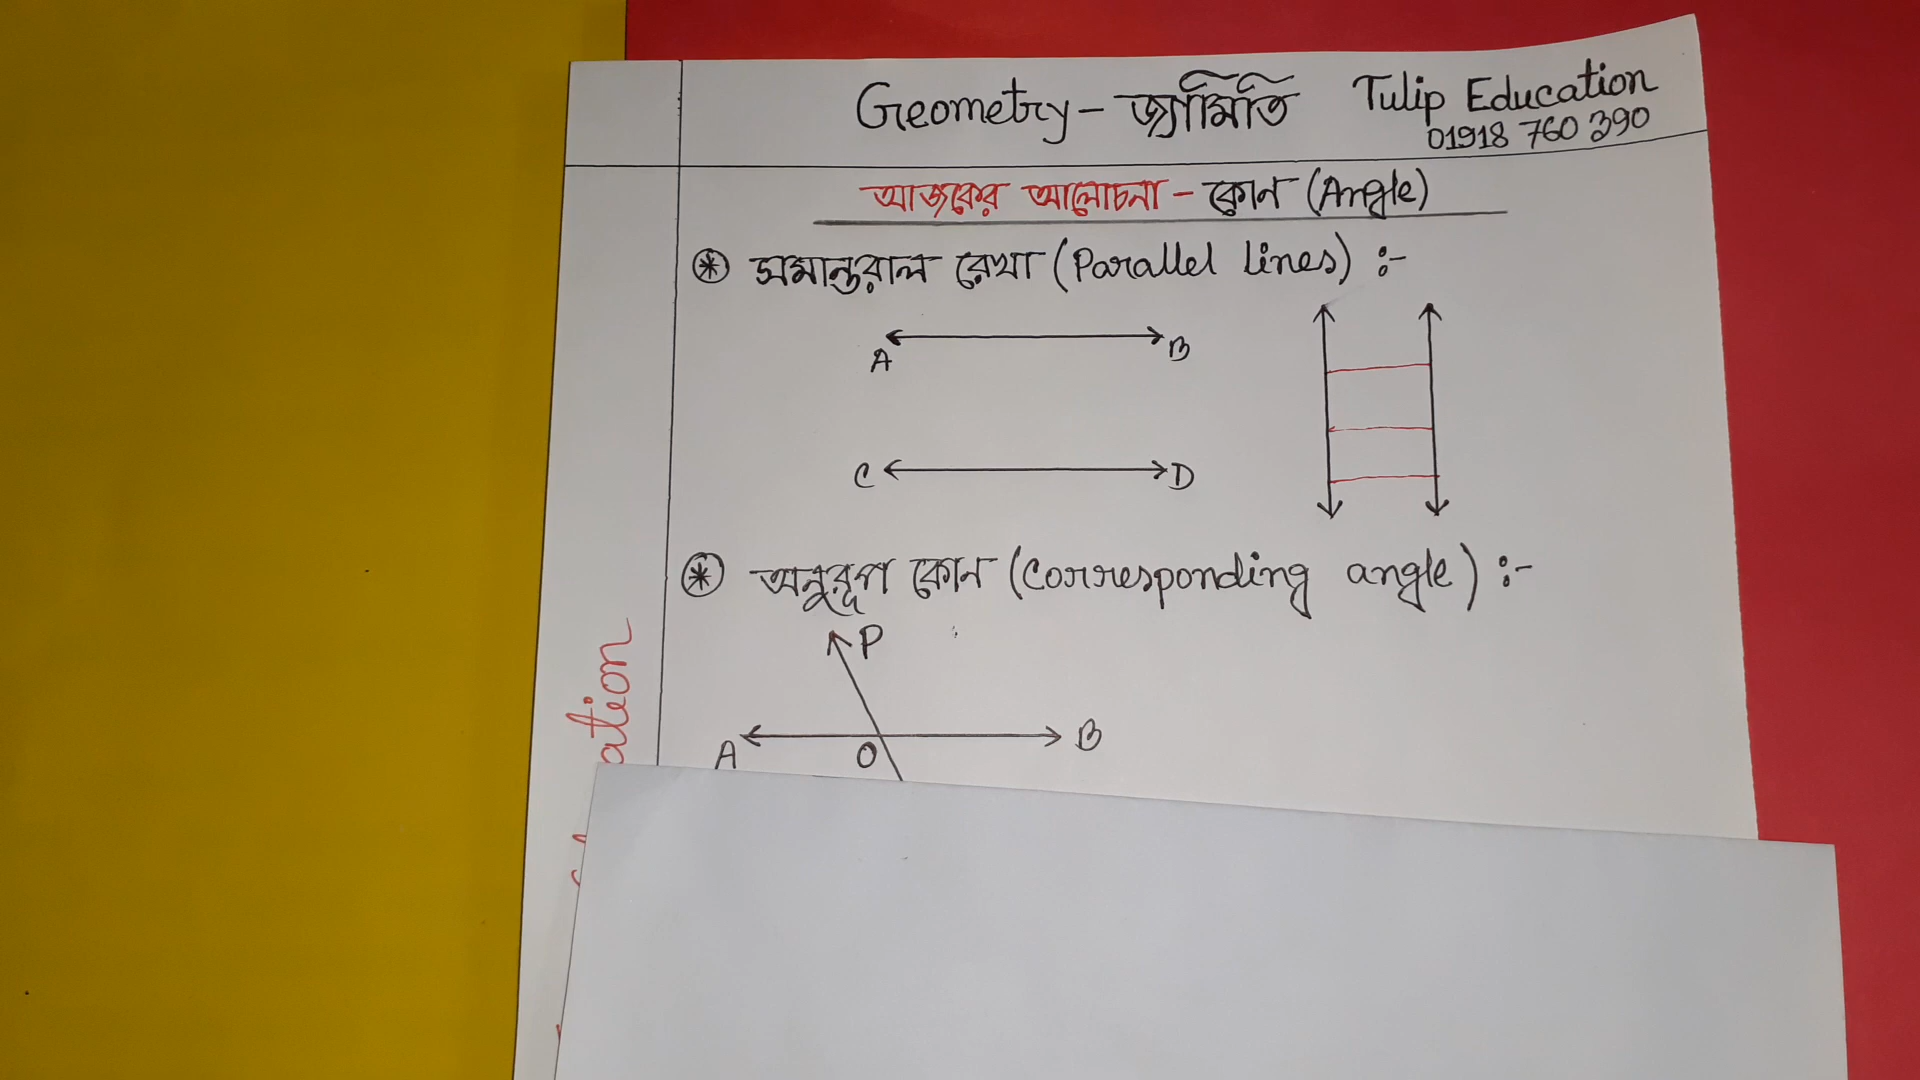 Geometry - জ্যামিতি Tulip Education
01918 760 390
আজকের আলোচনা - কোন (Angle)
সমান্তরাল রেখা (Parallel lines) :-
A B
C D
অনুরূপ কোন (Corresponding angle) :-
P
A O B
ation